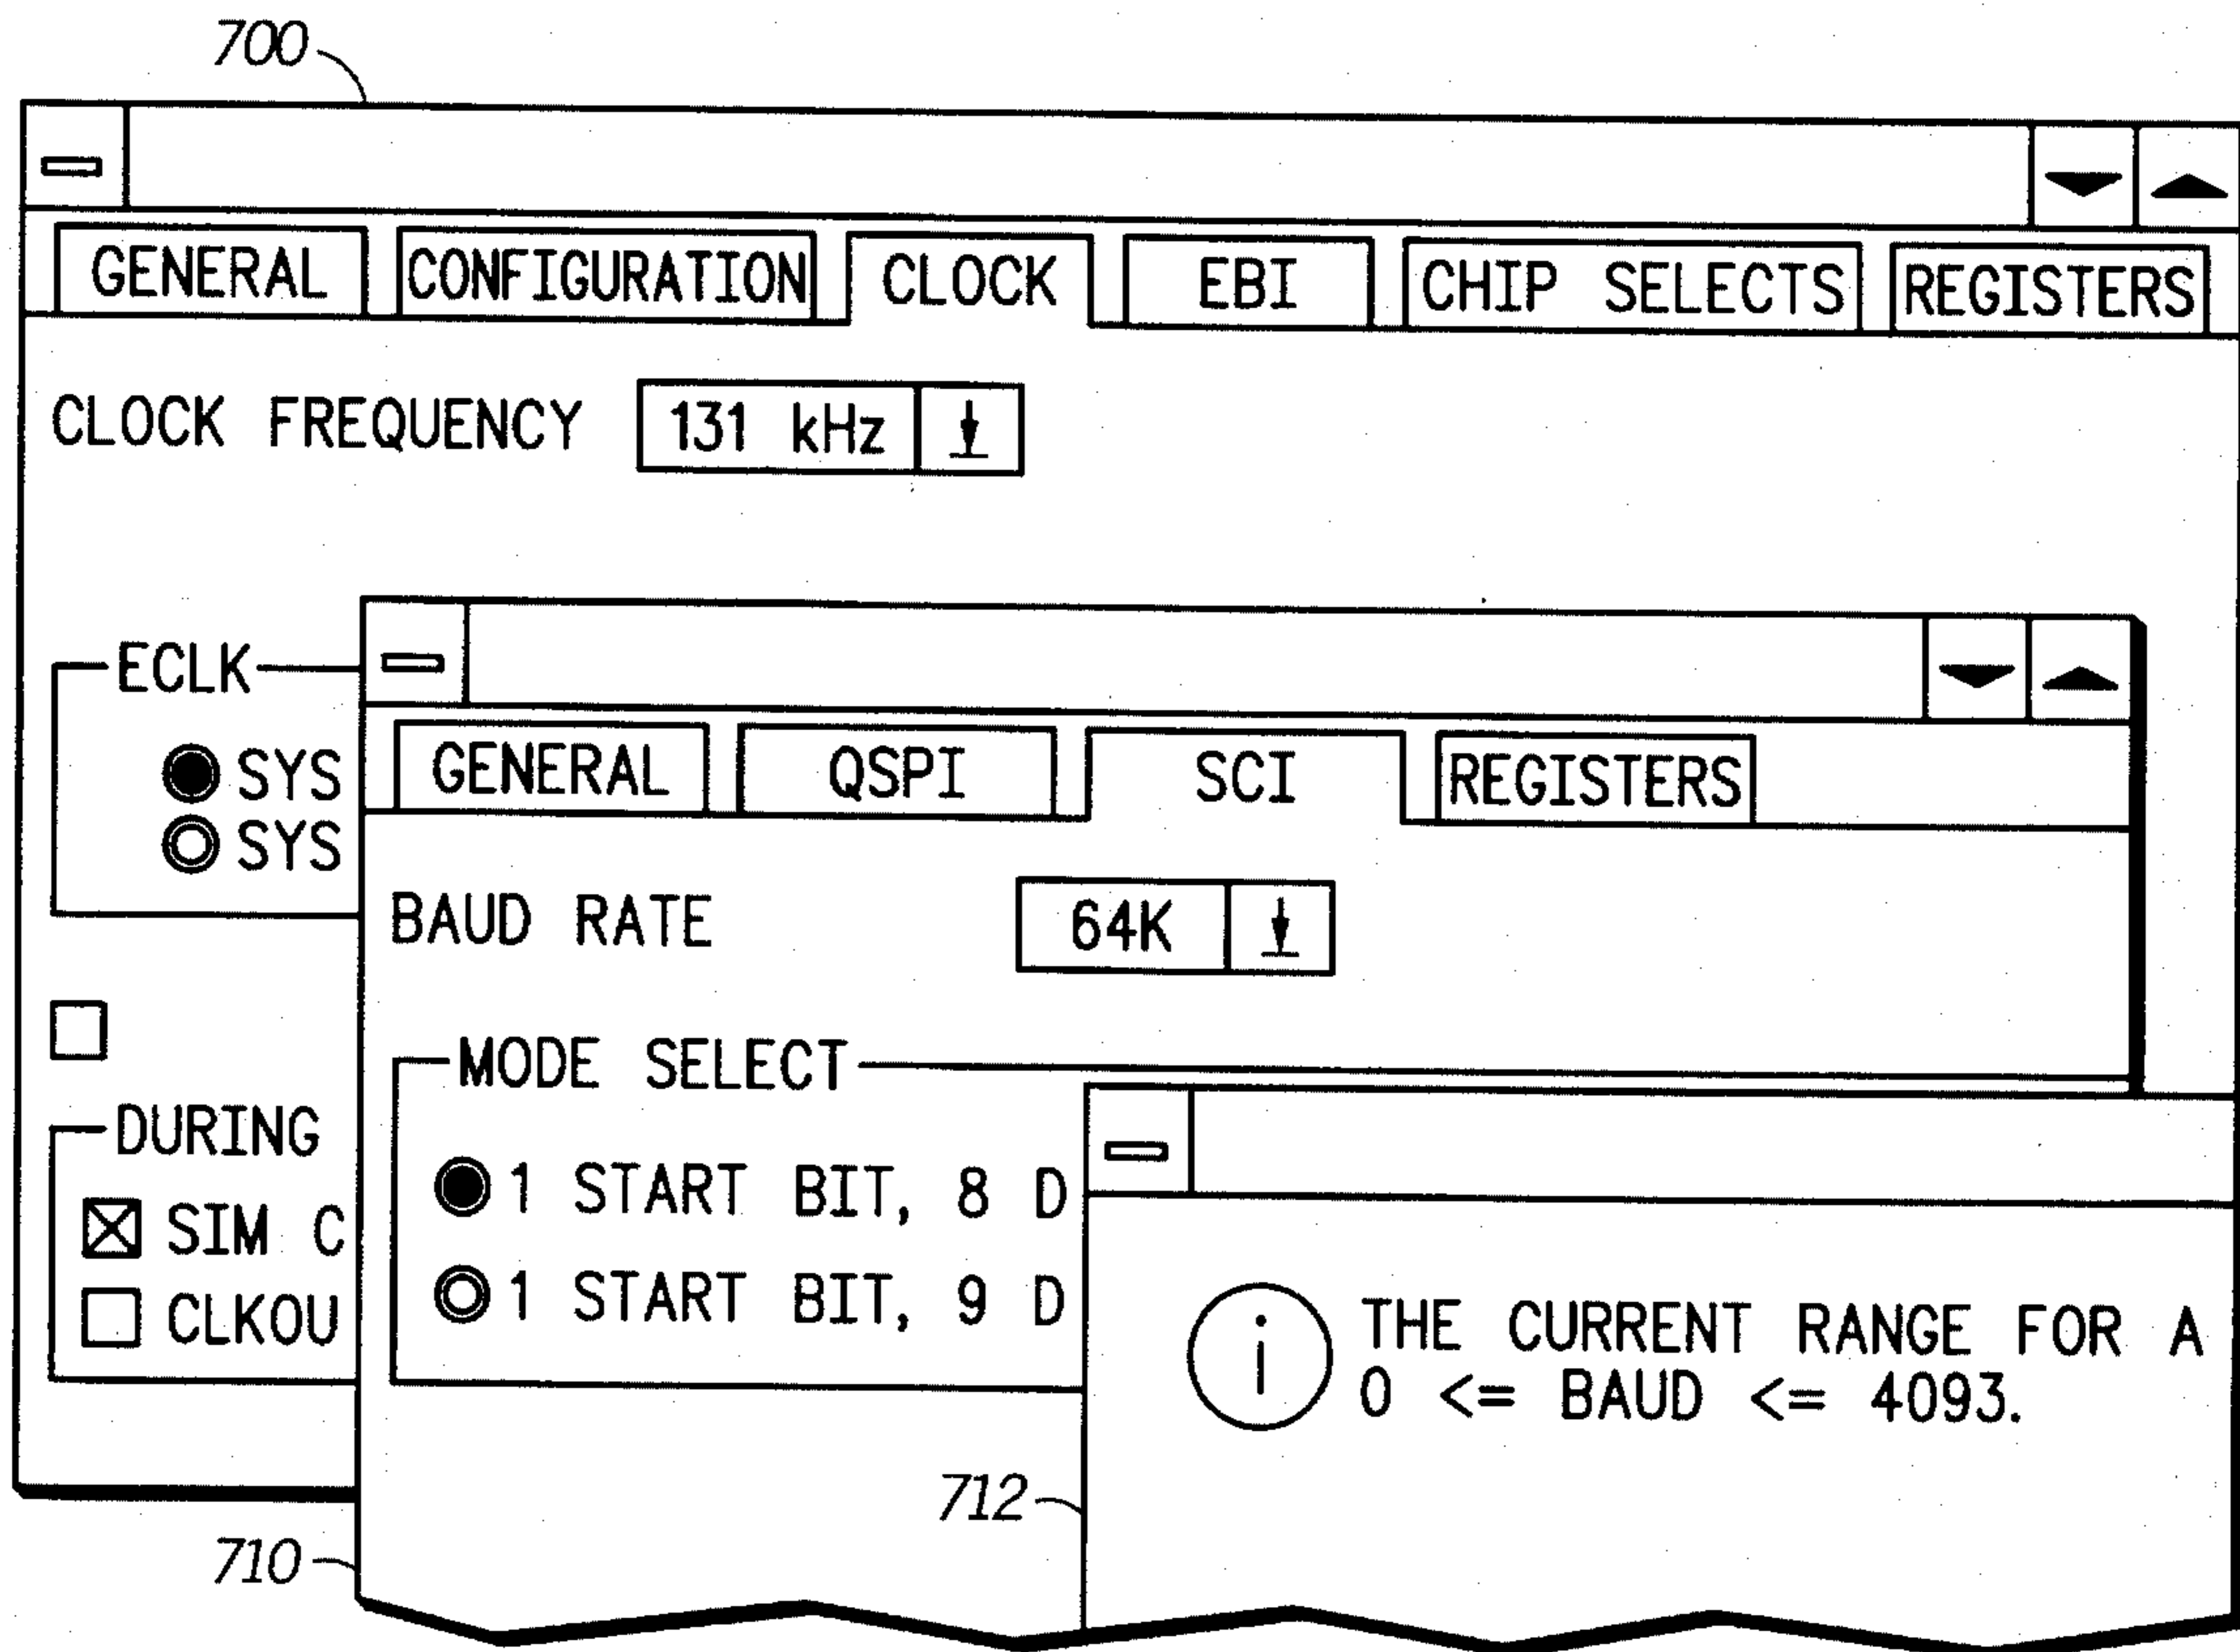 700
GENERAL CONFIGURATION CLOCK EBI CHIP SELECTS REGISTERS
CLOCK FREQUENCY 131 kHz
ECLK
SYS
SYS
GENERAL QSPI SCI REGISTERS
BAUD RATE 64K
MODE SELECT
DURING
1 START BIT, 8 D
SIM C
1 START BIT, 9 D
CLKOU
i THE CURRENT RANGE FOR A
0 <= BAUD <= 4093.
712
710